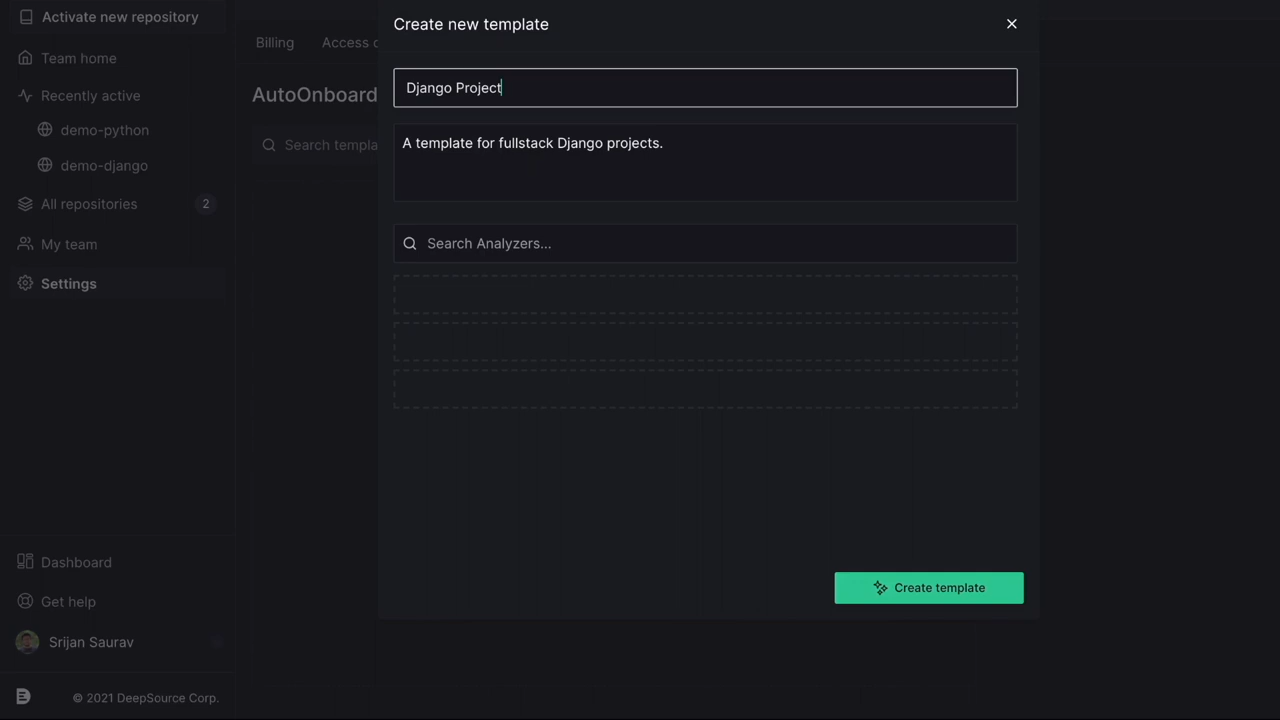 Activate new repository
Team home
Recently active
demo-python
demo-django
All repositories
2
My team
Settings
Dashboard
Get help
Srijan Saurav
© 2021 DeepSource Corp.
Billing
Access
AutoOnboard
Search
Create new template
Django Project
A template for fullstack Django projects.
Search Analyzers...
Create template